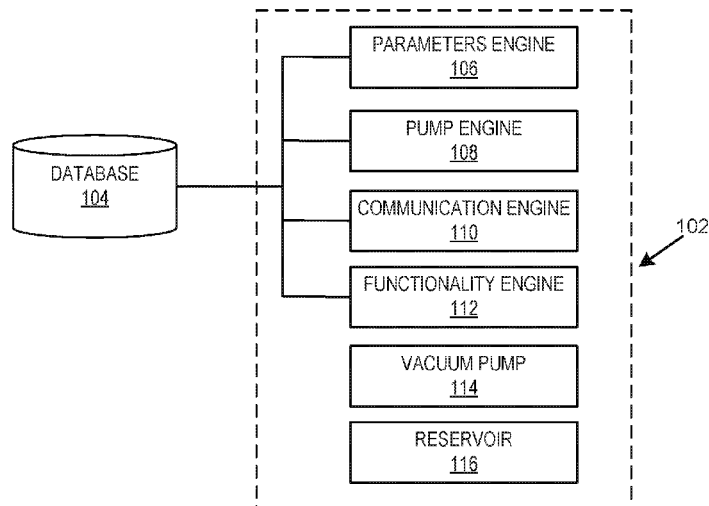 PARAMETERS ENGINE
106
PUMP ENGINE
108
DATABASE
104
COMMUNICATION ENGINE
110
102
FUNCTIONALITY ENGINE
112
VACUUM PUMP
114
RESERVOIR
116